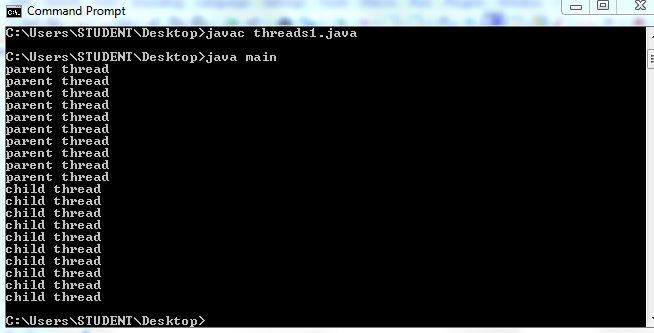 Command Prompt
C:\Users\STUDENT\Desktop>javac threads1.java
C:\Users\STUDENT\Desktop>java main
parent thread
parent thread
parent thread
parent thread
parent thread
parent thread
parent thread
parent thread
parent thread
parent thread
child thread
child thread
child thread
child thread
child thread
child thread
child thread
child thread
child thread
child thread
C:\Users\STUDENT\Desktop>